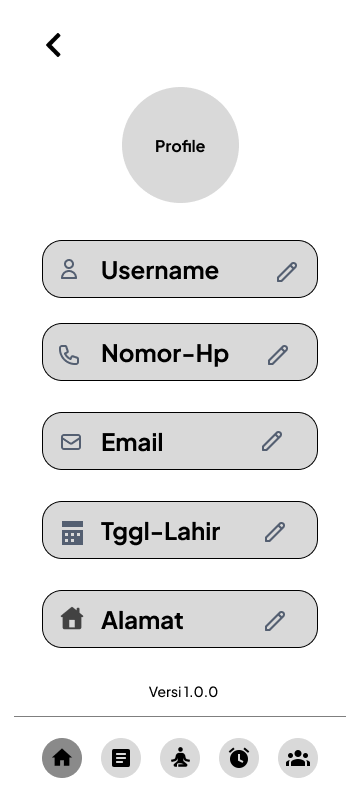 Profile
Username
Nomor-Hp
Email
Tggl-Lahir
Alamat
Versi 1.0.0